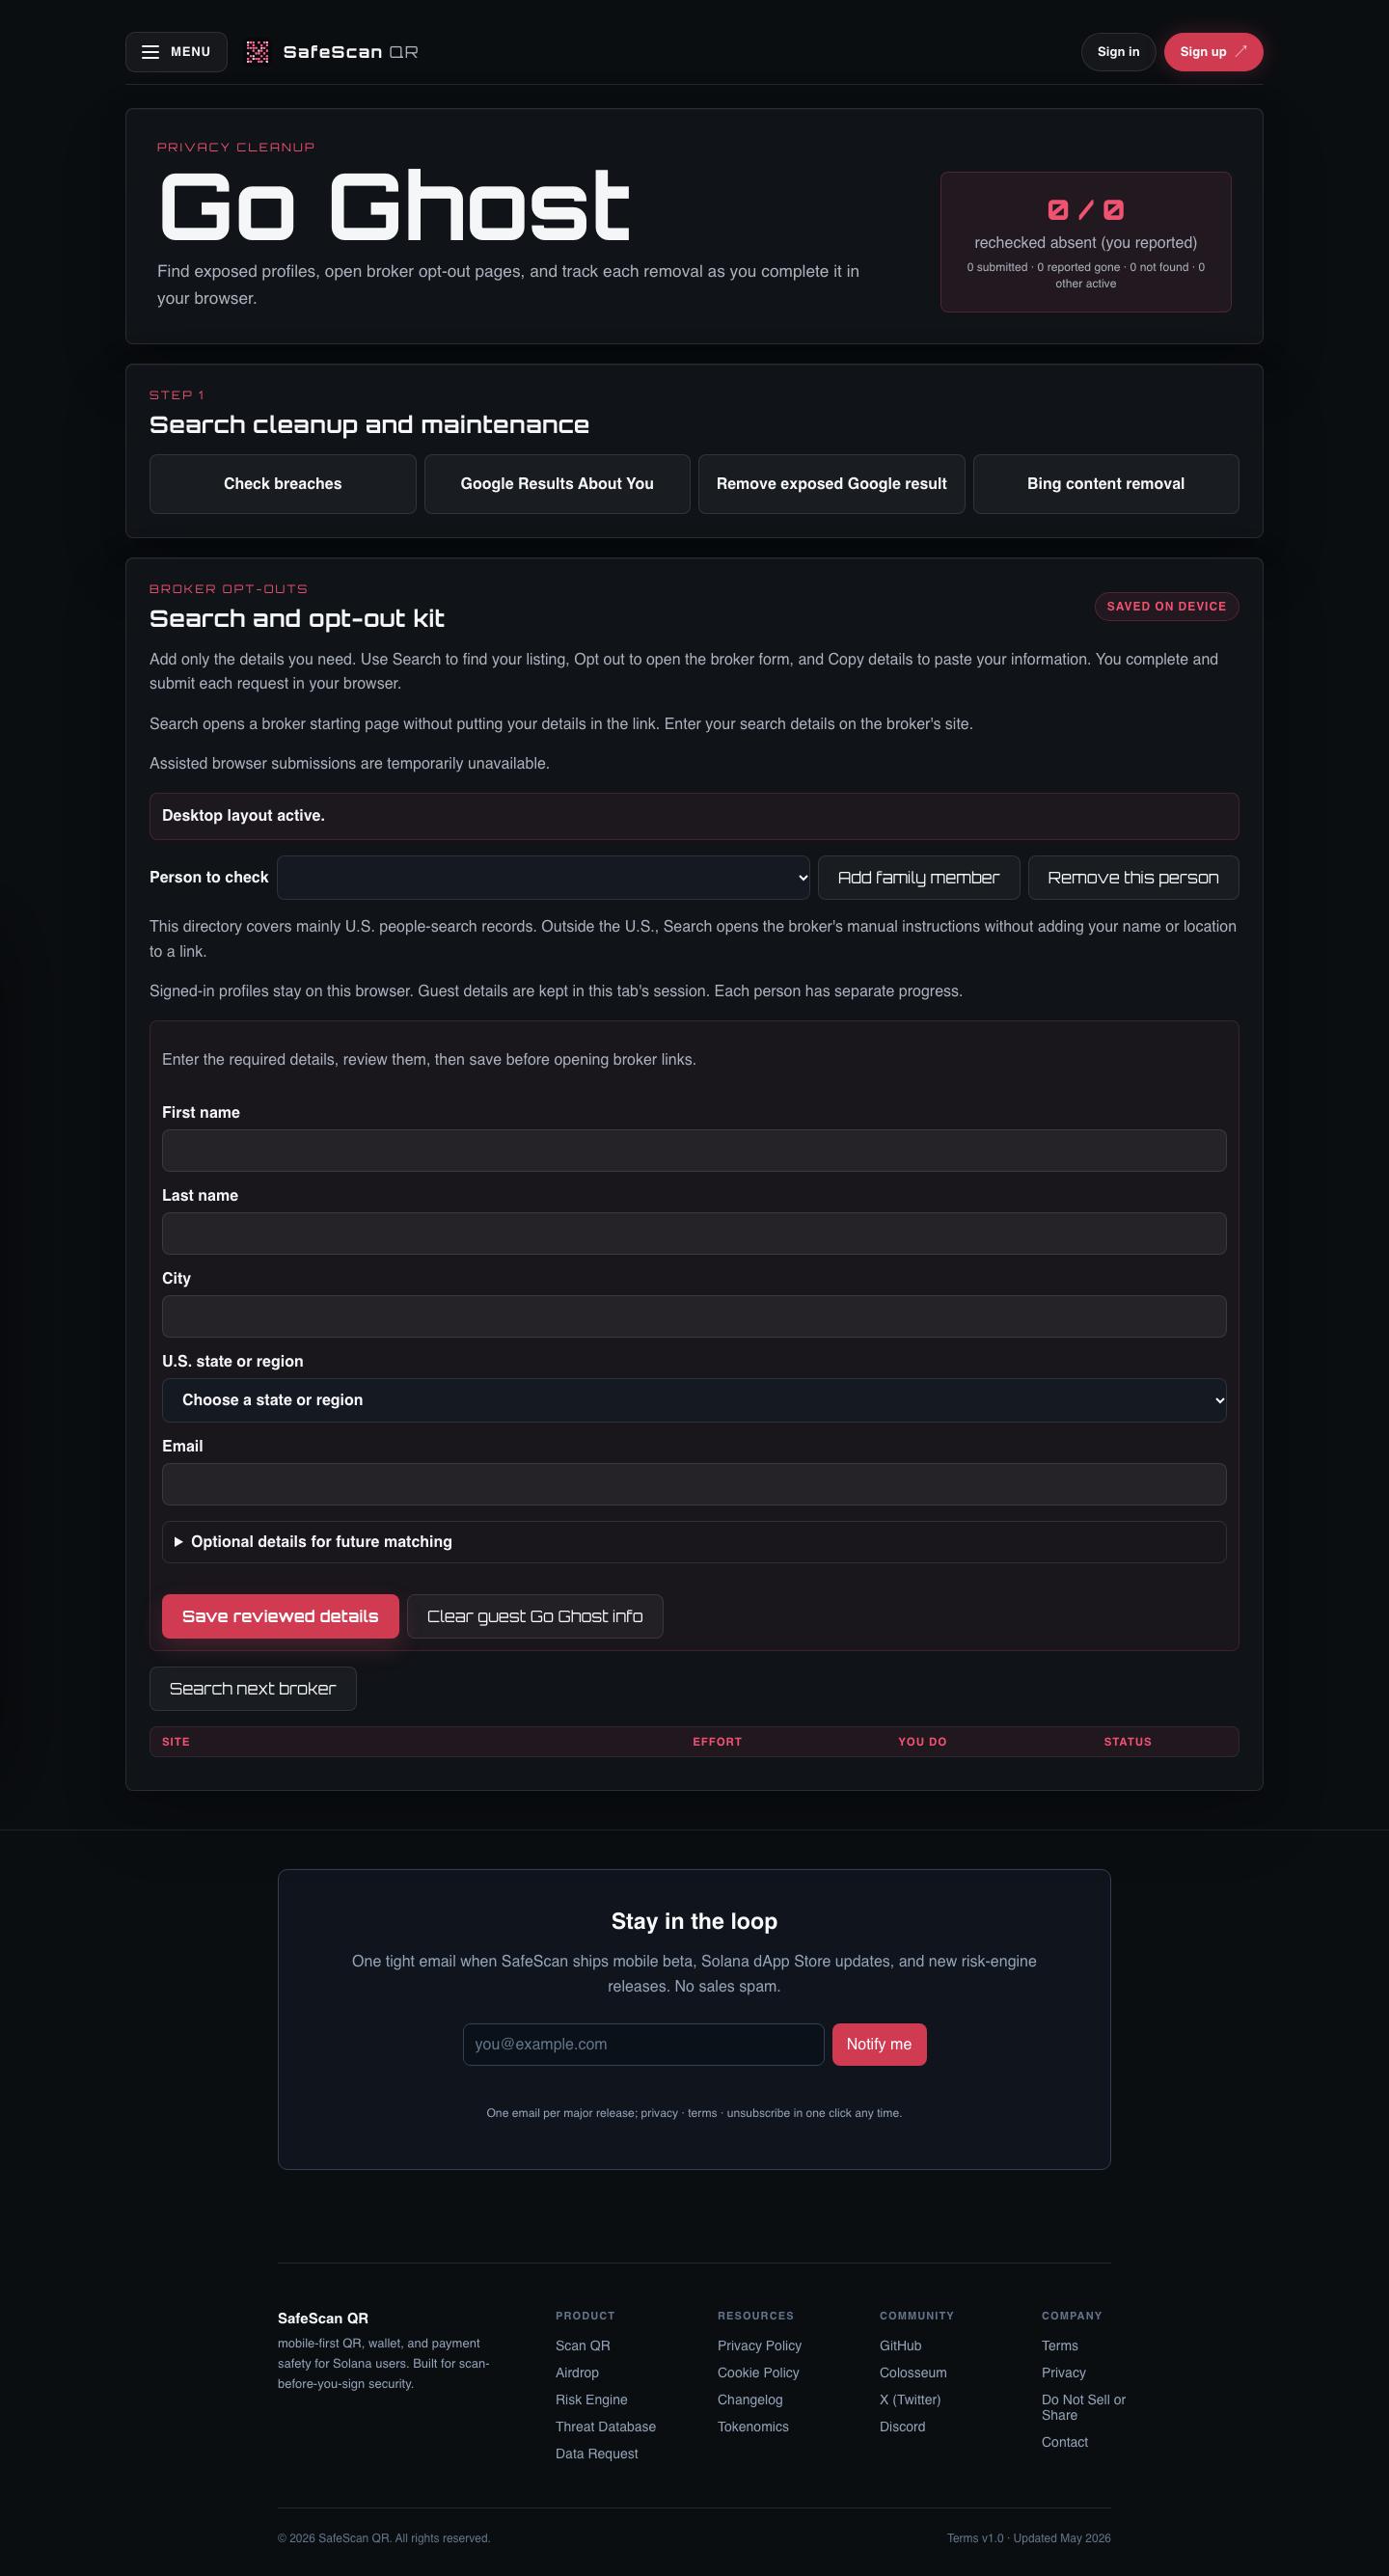 MENU
SafeScan QR
Sign in
Sign up ↗
PRIVACY CLEANUP
Go Ghost
Find exposed profiles, open broker opt-out pages, and track each removal as you complete it in
your browser.
0 / 0
rechecked absent (you reported)
0 submitted · 0 reported gone · 0 not found · 0
other active
STEP 1
Search cleanup and maintenance
Check breaches
Google Results About You
Remove exposed Google result
Bing content removal
BROKER OPT-OUTS
Search and opt-out kit
SAVED ON DEVICE
Add only the details you need. Use Search to find your listing, Opt out to open the broker form, and Copy details to paste your information. You complete and
submit each request in your browser.
Search opens a broker starting page without putting your details in the link. Enter your search details on the broker's site.
Assisted browser submissions are temporarily unavailable.
Desktop layout active.
Person to check
Add family member
Remove this person
This directory covers mainly U.S. people-search records. Outside the U.S., Search opens the broker's manual instructions without adding your name or location
to a link.
Signed-in profiles stay on this browser. Guest details are kept in this tab's session. Each person has separate progress.
Enter the required details, review them, then save before opening broker links.
First name
Last name
City
U.S. state or region
Choose a state or region
Email
Optional details for future matching
Save reviewed details
Clear guest Go Ghost info
Search next broker
SITE
EFFORT
YOU DO
STATUS
Stay in the loop
One tight email when SafeScan ships mobile beta, Solana dApp Store updates, and new risk-engine
releases. No sales spam.
you@example.com
Notify me
One email per major release; privacy · terms · unsubscribe in one click any time.
SafeScan QR
mobile-first QR, wallet, and payment
safety for Solana users. Built for scan-
before-you-sign security.
PRODUCT
Scan QR
Airdrop
Risk Engine
Threat Database
Data Request
RESOURCES
Privacy Policy
Cookie Policy
Changelog
Tokenomics
COMMUNITY
GitHub
Colosseum
X (Twitter)
Discord
COMPANY
Terms
Privacy
Do Not Sell or
Share
Contact
© 2026 SafeScan QR. All rights reserved.
Terms v1.0 · Updated May 2026